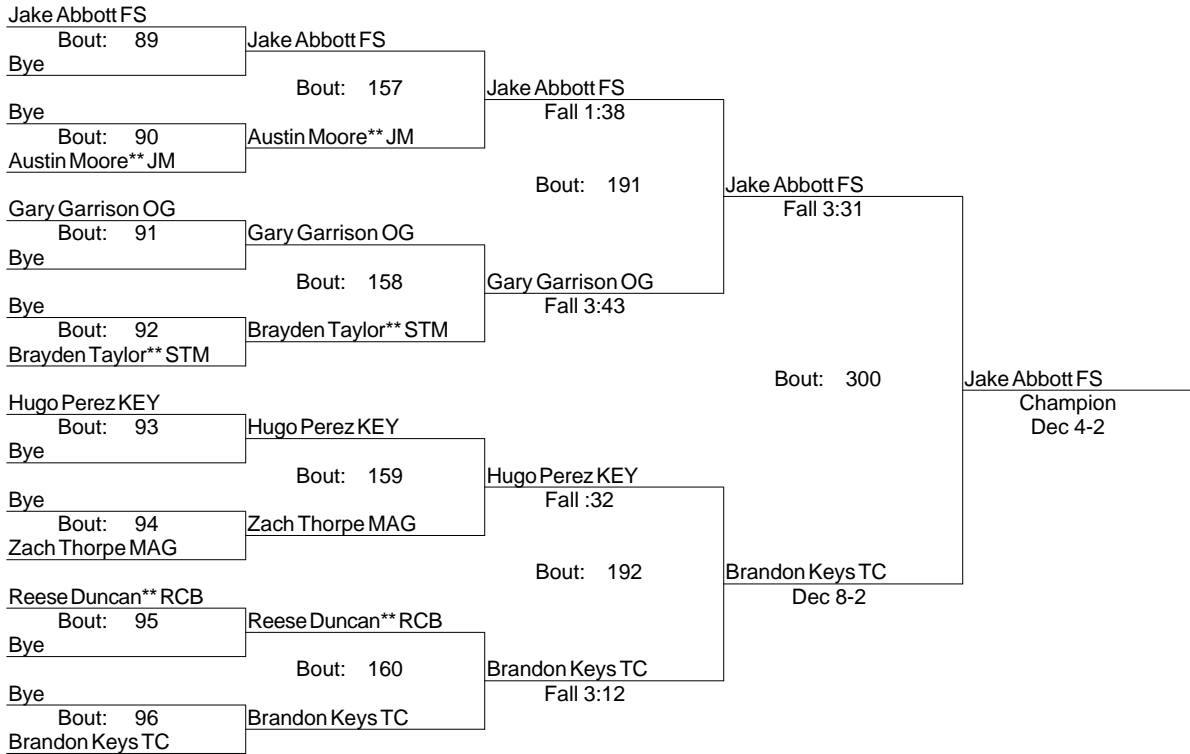 Jake Abbott FS
Bout: 89
Bye
Bye
Bout: 90
Austin Moore** JM
Gary Garrison OG
Bout: 91
Bye
Bye
Bout: 92
Brayden Taylor** STM
Hugo Perez KEY
Bout: 93
Bye
Bye
Bout: 94
Zach Thorpe MAG
Reese Duncan** RCB
Bout: 95
Bye
Bye
Bout: 96
Brandon Keys TC
Jake Abbott FS
Bout: 157
Austin Moore** JM
Gary Garrison OG
Bout: 158
Brayden Taylor** STM
Hugo Perez KEY
Bout: 159
Zach Thorpe MAG
Reese Duncan** RCB
Bout: 160
Brandon Keys TC
Jake Abbott FS
Fall 1:38
Bout: 191
Gary Garrison OG
Fall 3:43
Hugo Perez KEY
Fall :32
Bout: 192
Brandon Keys TC
Fall 3:12
Jake Abbott FS
Fall 3:31
Bout: 300
Brandon Keys TC
Dec 8-2
Jake Abbott FS
Champion
Dec 4-2